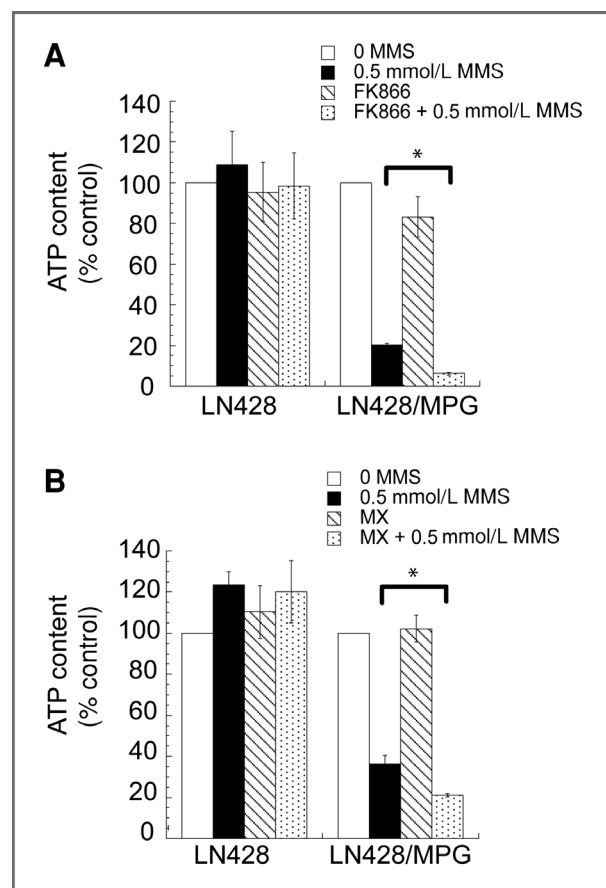 A
0 MMS
0.5 mmol/L MMS
FK866
FK866 + 0.5 mmol/L MMS
ATP content
(% control)
140
120
100
80
60
40
20
0
*
LN428
LN428/MPG
B
0 MMS
0.5 mmol/L MMS
MX
MX + 0.5 mmol/L MMS
ATP content
(% control)
140
120
100
80
60
40
20
0
*
LN428
LN428/MPG